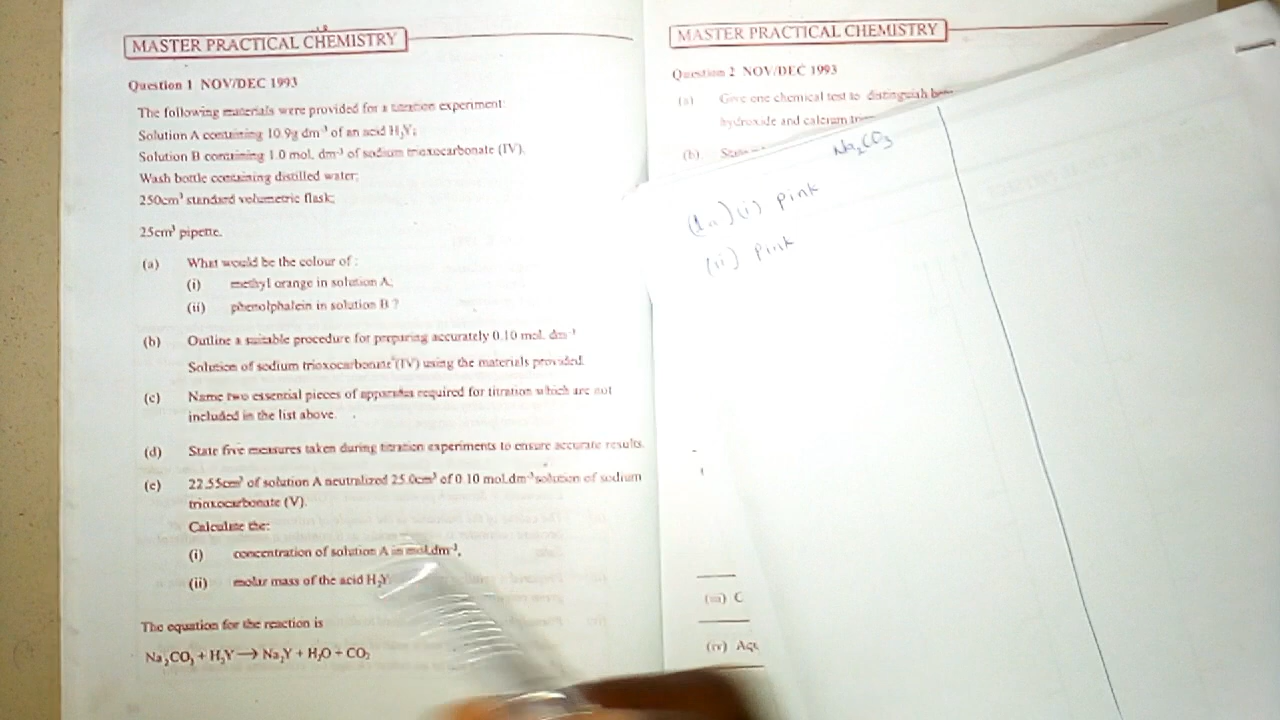 MASTER PRACTICAL CHEMISTRY
Question 1 NOV/DEC 1993
The following materials were provided for a titration experiment:
Solution A containing 10.9g dm⁻³ of an acid H₂Y;
Solution B containing 1.0 mol. dm⁻³ of sodium trioxocarbonate (IV),
Wash bottle containing distilled water;
250cm³ standard volumetric flask;
25cm³ pipette.
(a) What would be the colour of :
(i) methyl orange in solution A;
(ii) phenolphalein in solution B ?
(b) Outline a suitable procedure for preparing accurately 0.10 mol. dm⁻³
Solution of sodium trioxocarbonate (IV) using the materials provided.
(c) Name two essential pieces of apparatus required for titration which are not
included in the list above.
(d) State five measures taken during titration experiments to ensure accurate results.
(e) 22.55cm³ of solution A neutralized 25.0cm³ of 0.10 mol.dm⁻³ solution of sodium
trioxocarbonate (V).
Calculate the:
(i) concentration of solution A in mol.dm⁻³,
(ii) molar mass of the acid H₂Y.
The equation for the reaction is
Na₂CO₃ + H₂Y → Na₂Y + H₂O + CO₂
MASTER PRACTICAL CHEMISTRY
Question 2 NOV/DEC 1993
(a) Give one chemical test to distinguish
hydroxide and calcium
(b)
(iii) C
(iv)
Na₂CO₃
(1a)(i) pink
(ii) pink